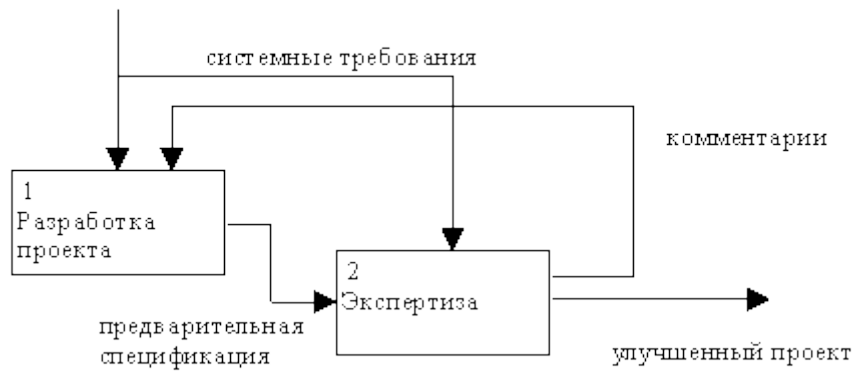 системные требования
комментарии
1
Разработка
проекта
2
Экспертиза
предварительная
спецификация
улучшенный проект